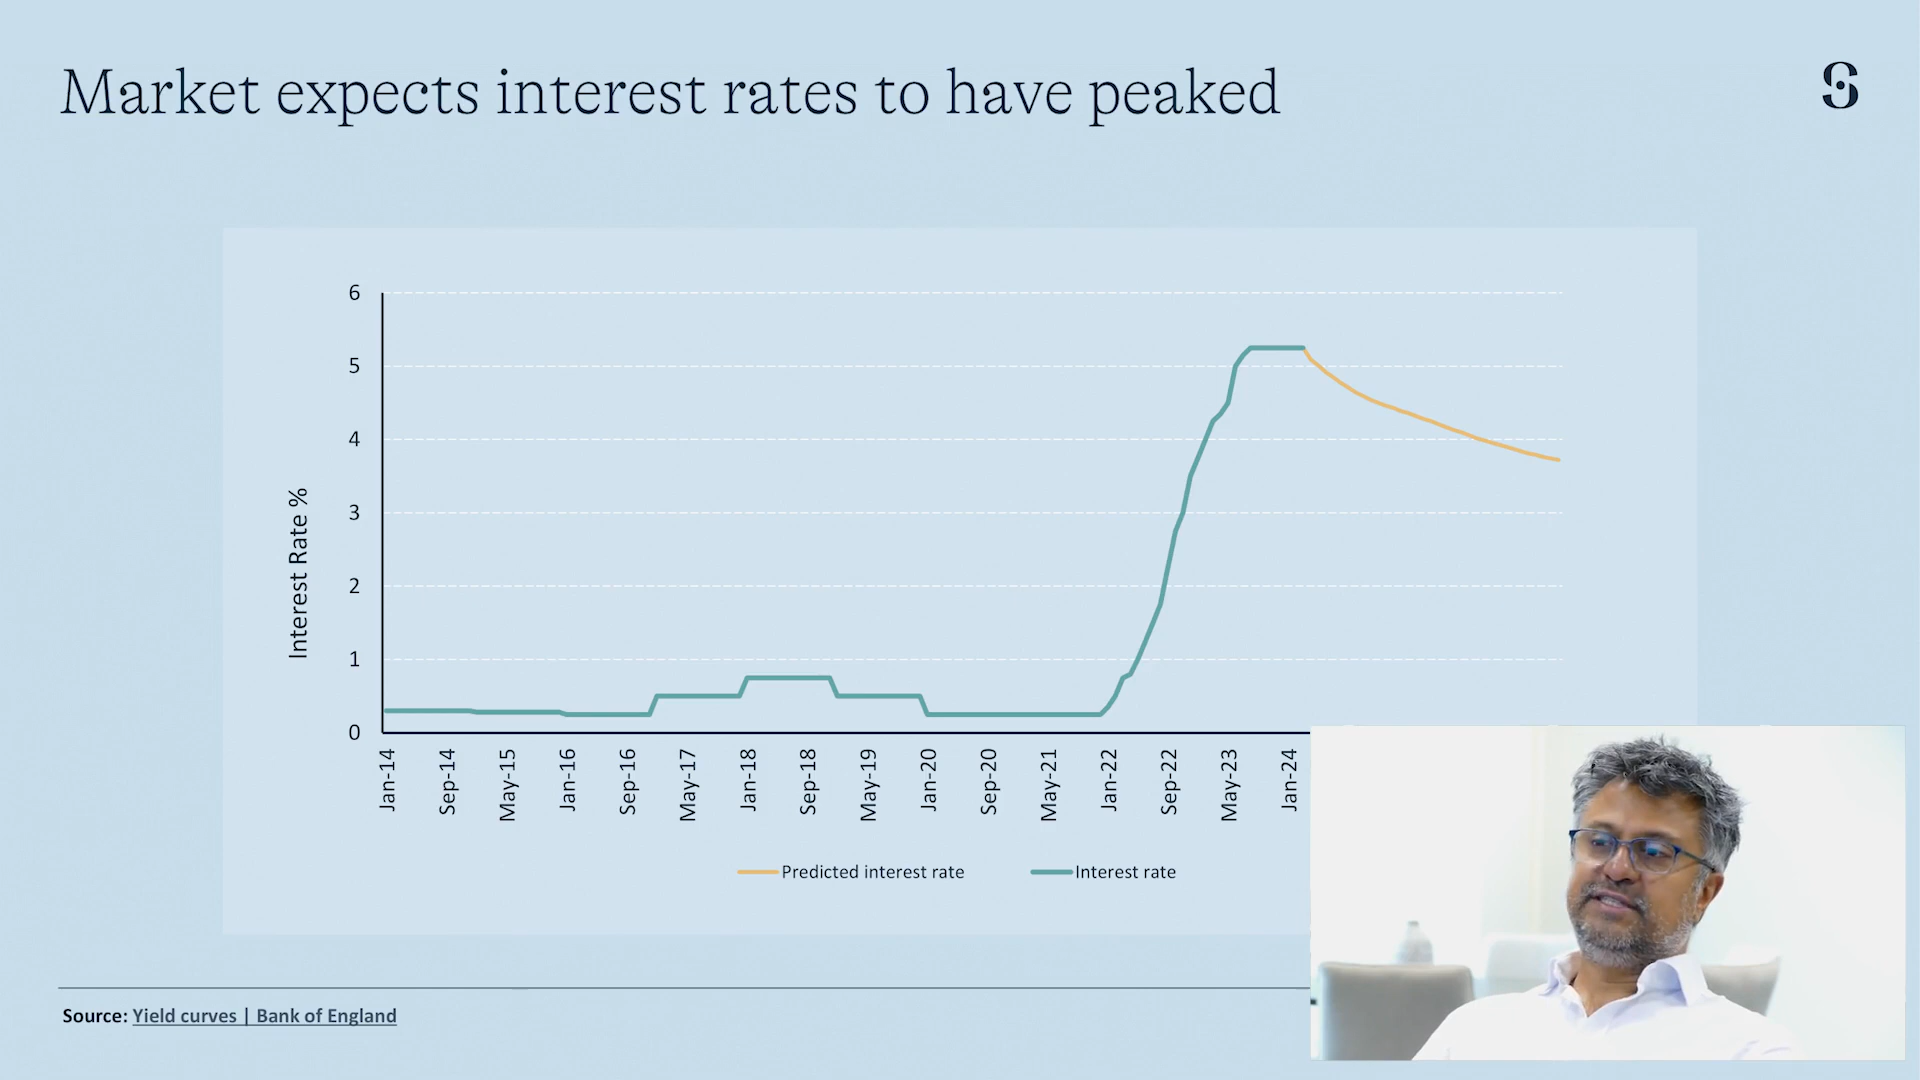 Market expects interest rates to have peaked
6
5
4
3
2
1
0
Interest Rate %
Jan-14
Sep-14
May-15
Jan-16
Sep-16
May-17
Jan-18
Sep-18
May-19
Jan-20
Sep-20
May-21
Jan-22
Sep-22
May-23
Jan-24
Predicted interest rate
Interest rate
Source: Yield curves | Bank of England